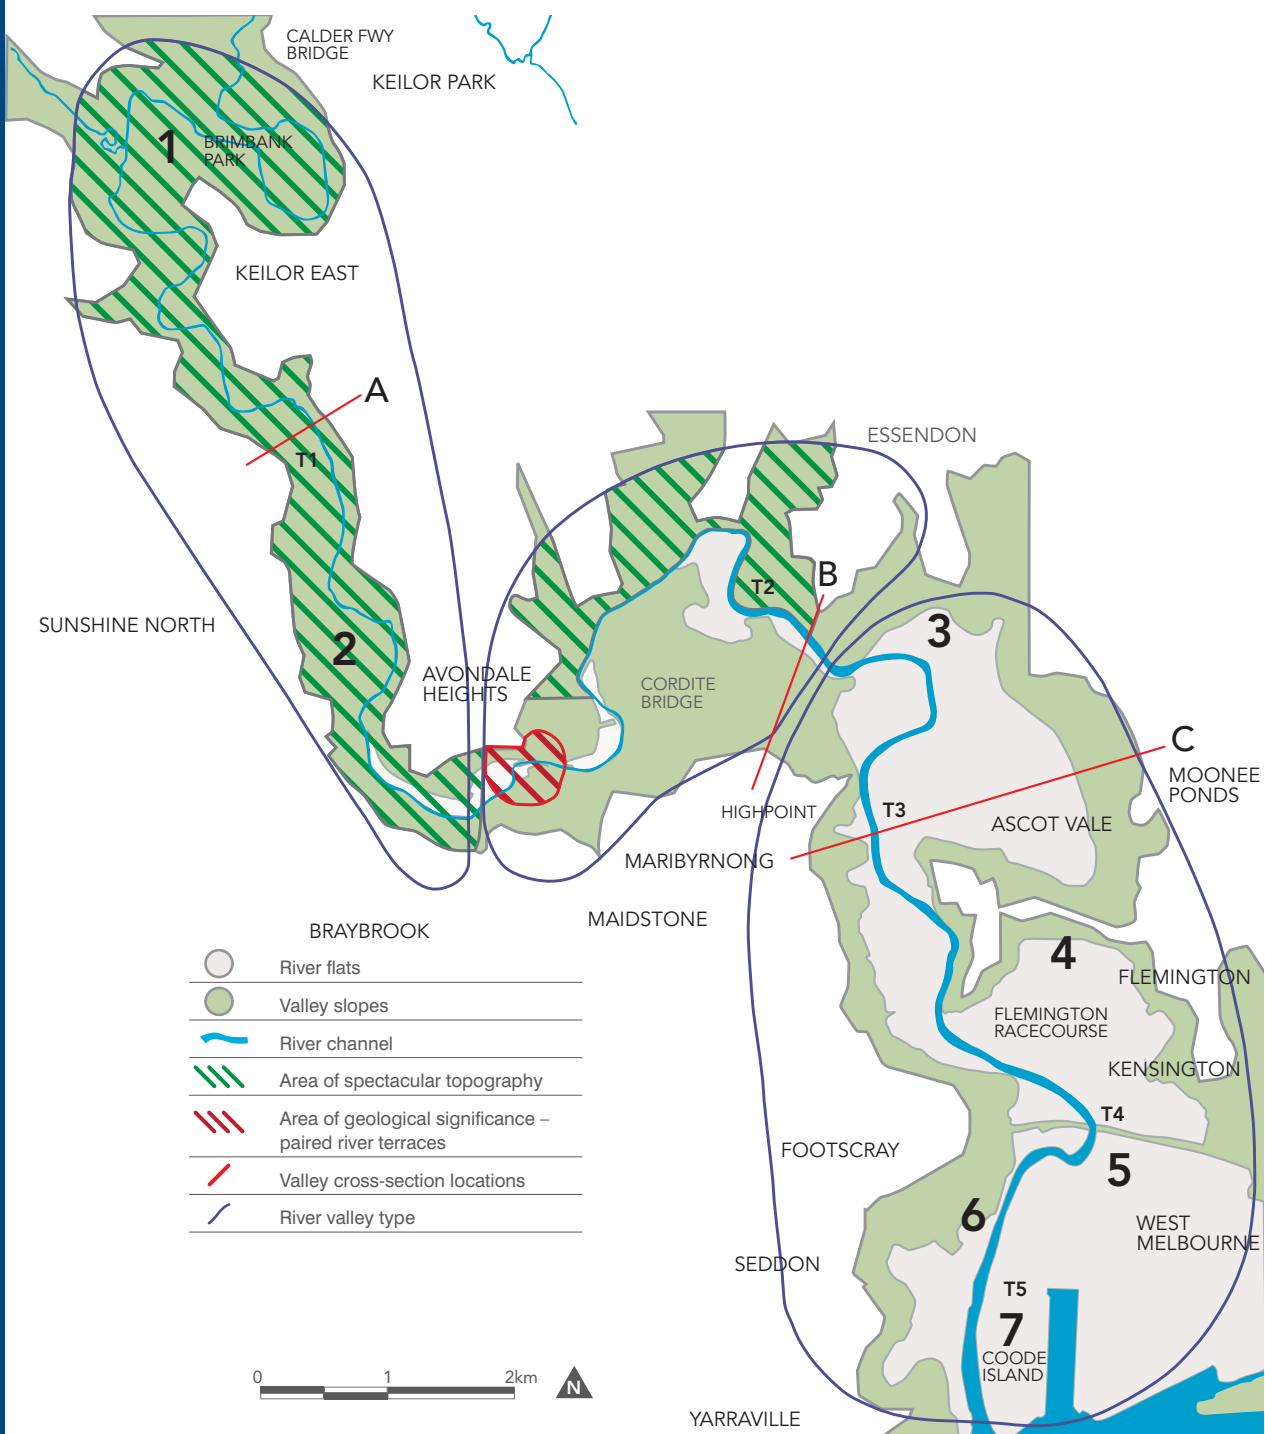 CALDER FWY
BRIDGE
KEILOR PARK
1
BRIMBANK
PARK
KEILOR EAST
A
T1
ESSENDON
B
T2
SUNSHINE NORTH
2
3
AVONDALE
HEIGHTS
CORDITE
BRIDGE
C
MOONEE
PONDS
HIGHPOINT
T3
ASCOT VALE
MARIBYRNONG
MAIDSTONE
BRAYBROOK
4
FLEMINGTON
FLEMINGTON
RACECOURSE
KENSINGTON
T4
FOOTSCRAY
5
6
WEST
MELBOURNE
SEDDON
T5
7
COODE
ISLAND
YARRAVILLE
River flats
Valley slopes
River channel
Area of spectacular topography
Area of geological significance –
paired river terraces
Valley cross-section locations
River valley type
0 1 2km
N